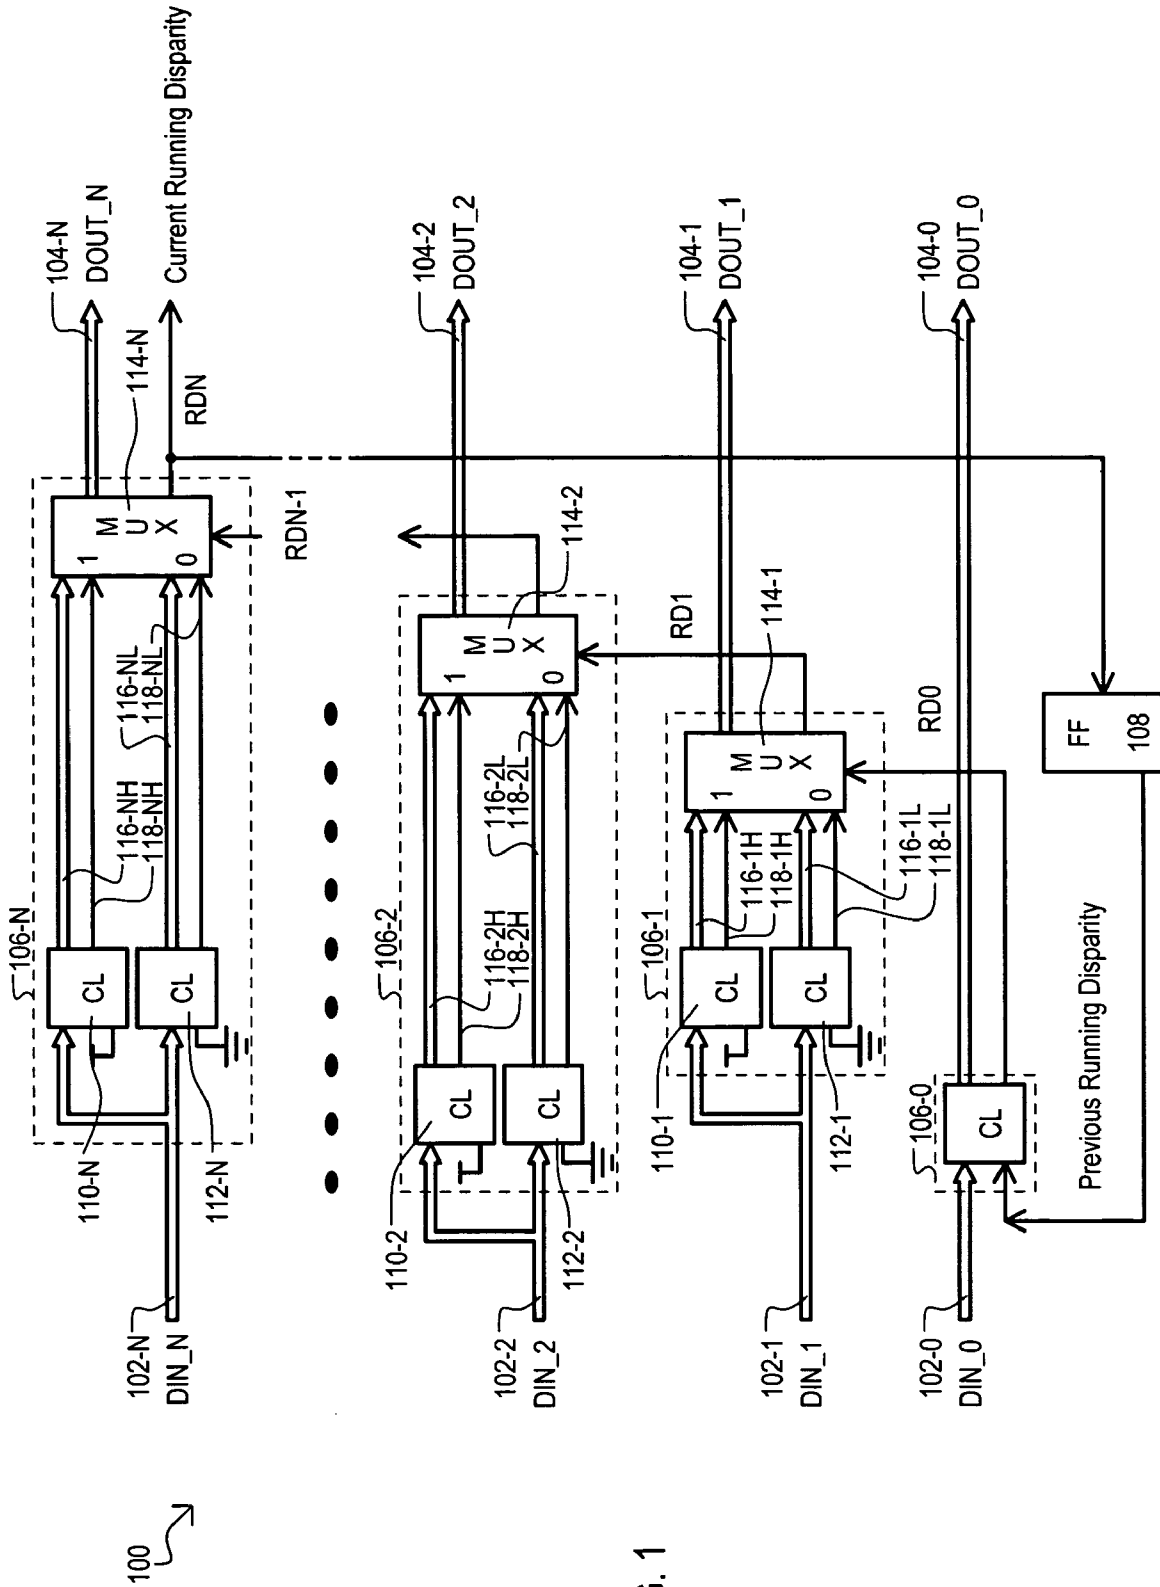 100
106-N
110-N
CL
112-N
CL
116-NH
118-NH
116-NL
118-NL
1
0
M
U
X
114-N
104-N
DOUT_N
Current Running Disparity
RDN
RDN-1
102-N
DIN_N
106-2
110-2
CL
112-2
CL
116-2H
118-2H
116-2L
118-2L
1
0
M
U
X
114-2
104-2
DOUT_2
102-2
DIN_2
106-1
110-1
CL
112-1
CL
116-1H
118-1H
116-1L
118-1L
1
0
M
U
X
114-1
RD1
104-1
DOUT_1
102-1
DIN_1
106-0
CL
RD0
104-0
DOUT_0
102-0
DIN_0
Previous Running Disparity
FF
108
. 1